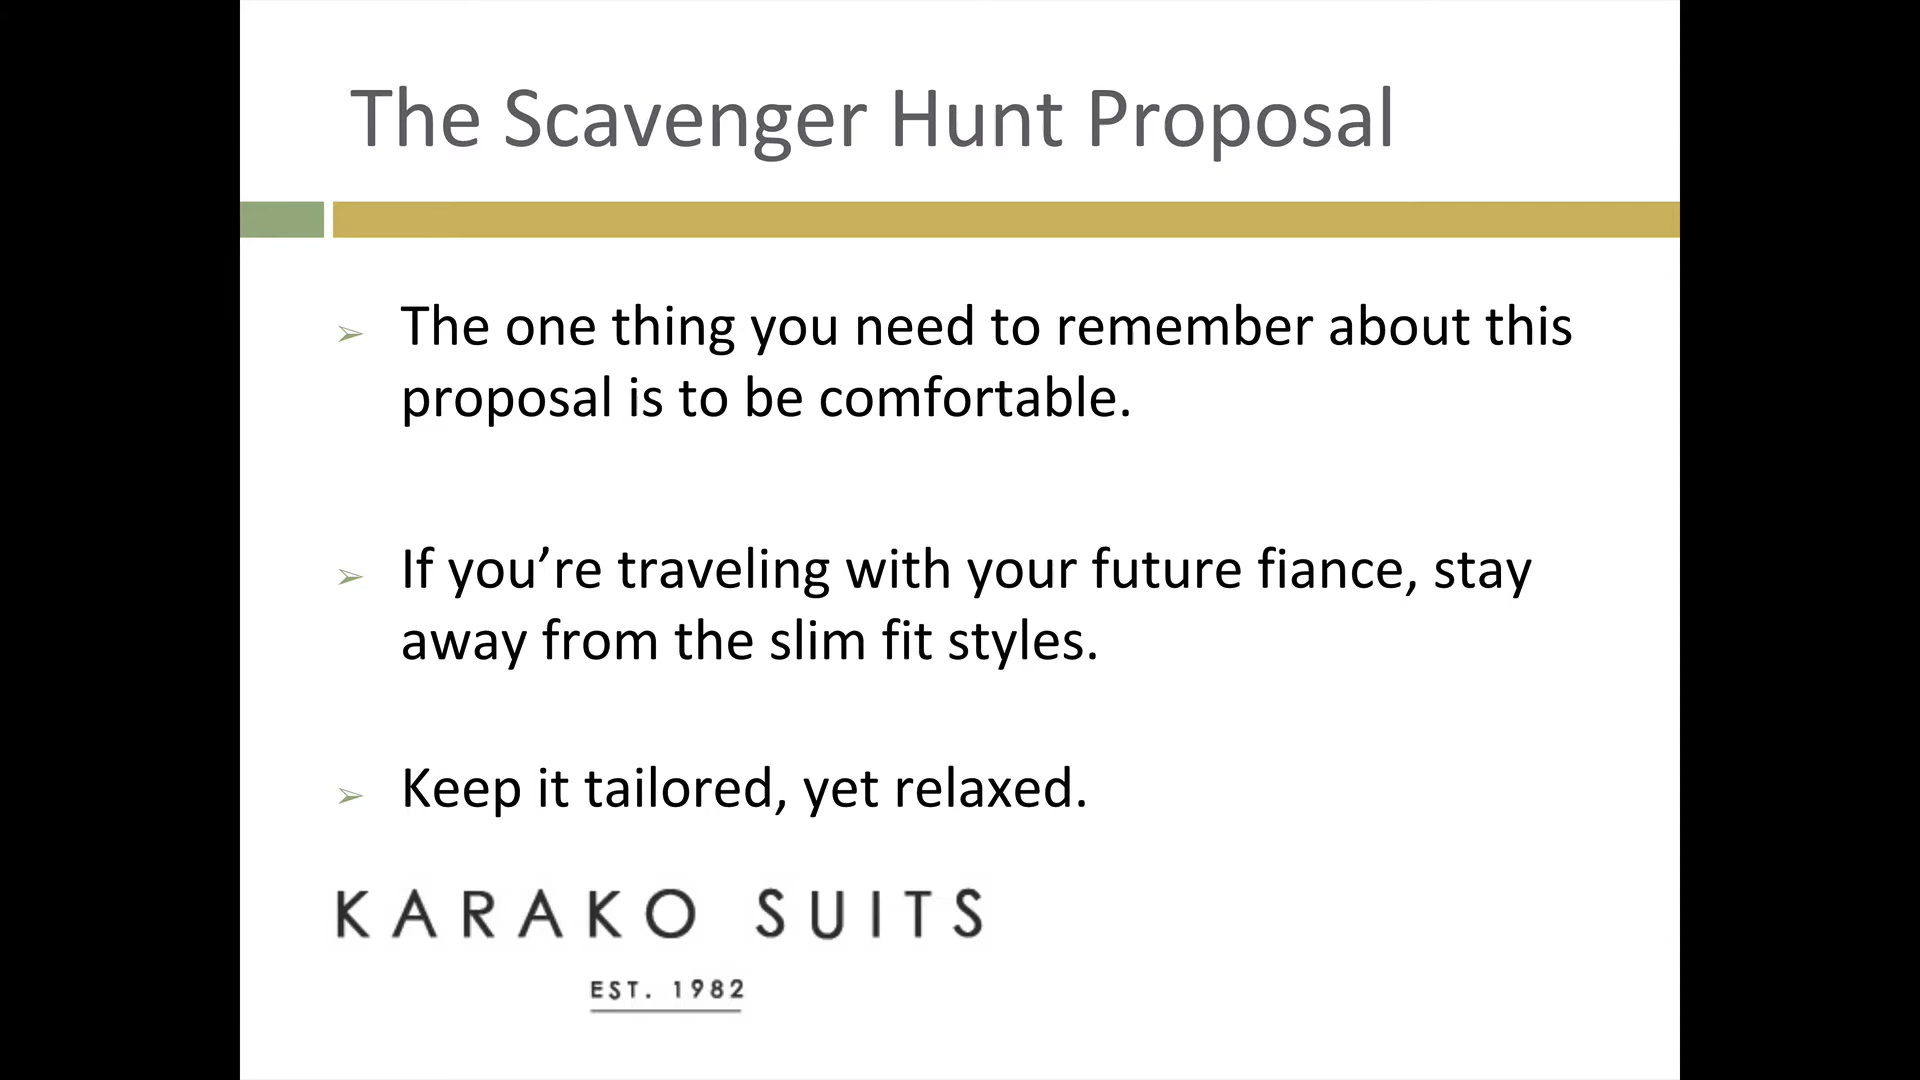 The Scavenger Hunt Proposal
➢ The one thing you need to remember about this
proposal is to be comfortable.
➢ If you’re traveling with your future fiance, stay
away from the slim fit styles.
➢ Keep it tailored, yet relaxed.
KARAKO SUITS
EST. 1982